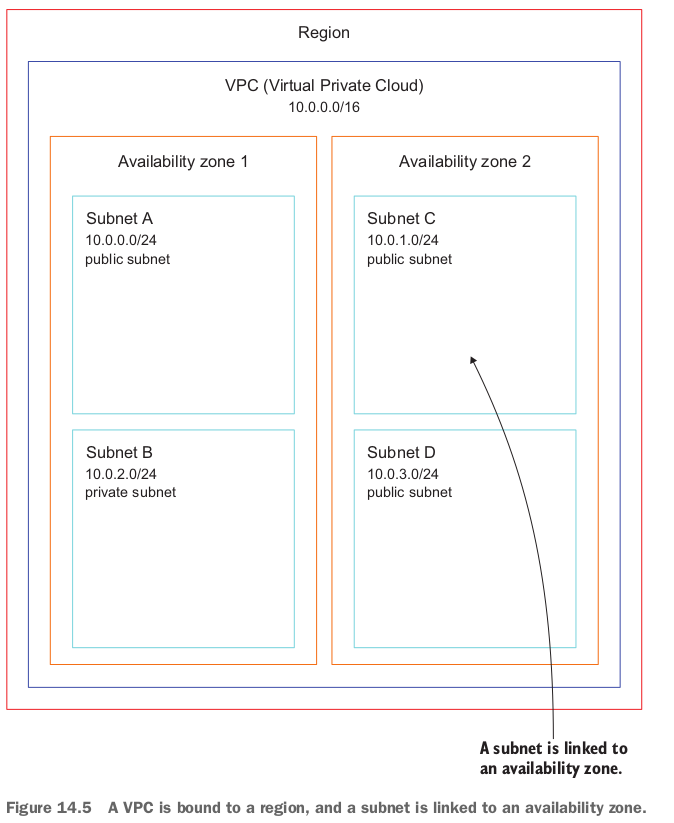 Region
VPC (Virtual Private Cloud)
10.0.0.0/16
Availability zone 1
Subnet A
10.0.0.0/24
public subnet
Subnet B
10.0.2.0/24
private subnet
Availability zone 2
Subnet C
10.0.1.0/24
public subnet
Subnet D
10.0.3.0/24
public subnet
A subnet is linked to
an availability zone.
Figure 14.5 A VPC is bound to a region, and a subnet is linked to an availability zone.